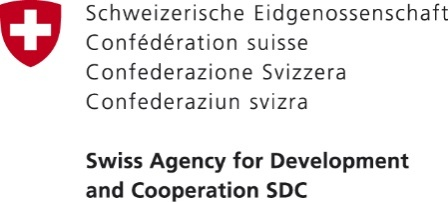 Schweizerische Eidgenossenschaft
Confédération suisse
Confederazione Svizzera
Confederaziun svizra
Swiss Agency for Development
and Cooperation SDC